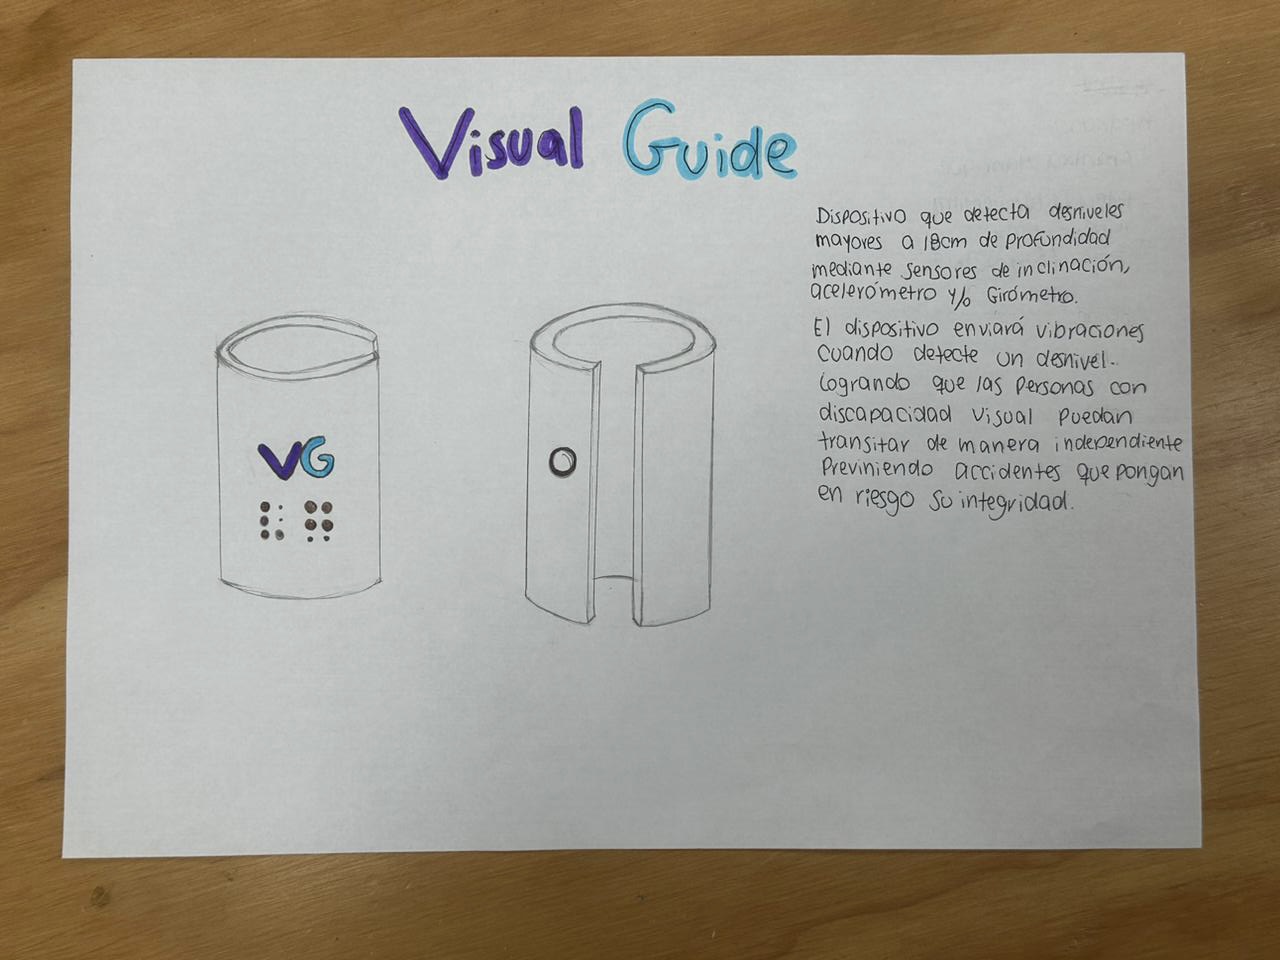 Visual Guide
Dispositivo que detecta desniveles
mayores a 18cm de profundidad
mediante sensores de inclinación,
acelerómetro y/o Girómetro.
El dispositivo enviará vibraciones
cuando detecte un desnivel.
logrando que las personas con
discapacidad visual puedan
transitar de manera independiente
previniendo accidentes que pongan
en riesgo su integridad.
VG
⠧⠛